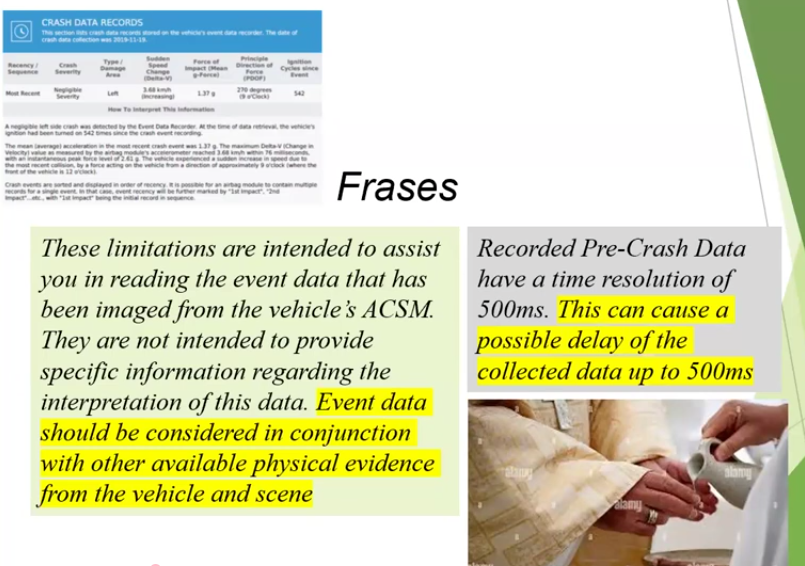 CRASH DATA RECORDS
This section lists crash data records stored on the vehicle's event data recorder. The date of
crash data collection was 2019-11-19.
Recency / Sequence
Crash Severity
Type / Damage Area
Sudden Speed Change (Delta-V)
Force of Impact (Mean g-Force)
Principle Direction of Force (PDOF)
Ignition Cycles since Event
Most Recent
Negligible Severity
Left
3.68 km/h (Increasing)
1.37 g
270 degrees (9 o'Clock)
542
How To Interpret This Information
A negligible left side crash was detected by the Event Data Recorder. At the time of data retrieval, the vehicle's
ignition had been turned on 542 times since the crash event recording.
The mean (average) acceleration in the most recent crash event was 1.37 g. The maximum Delta-V (Change in
Velocity) value as measured by the airbag module's accelerometer reached 3.68 km/h within 76 milliseconds,
with an instantaneous peak force level of 2.61 g. The vehicle experienced a sudden increase in speed due to
the most recent collision, by a force acting on the vehicle from a direction of approximately 9 o'clock (where the
front of the vehicle is 12 o'clock).
Crash events are sorted and displayed in order of recency. It is possible for an airbag module to contain multiple
records for a single event. In that case, event recency will be further marked by "1st Impact", "2nd
Impact"...etc., with "1st Impact" being the initial record in sequence.
Frases
These limitations are intended to assist
you in reading the event data that has
been imaged from the vehicle's ACSM.
They are not intended to provide
specific information regarding the
interpretation of this data. Event data
should be considered in conjunction
with other available physical evidence
from the vehicle and scene
Recorded Pre-Crash Data
have a time resolution of
500ms. This can cause a
possible delay of the
collected data up to 500ms
alamy
alamy
alamy